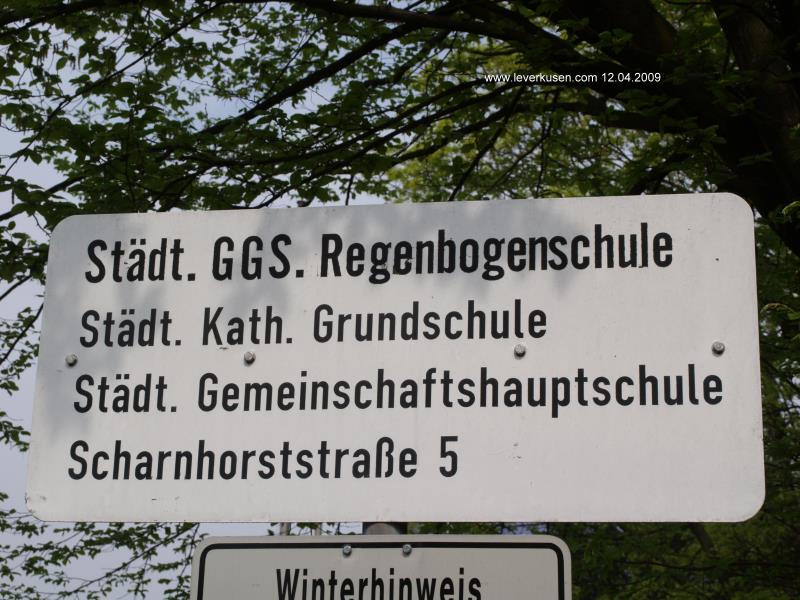 www.leverkusen.com 12.04.2009
Städt. GGS. Regenbogenschule
Städt. Kath. Grundschule
Städt. Gemeinschaftshauptschule
Scharnhorststraße 5
Winterhinweis